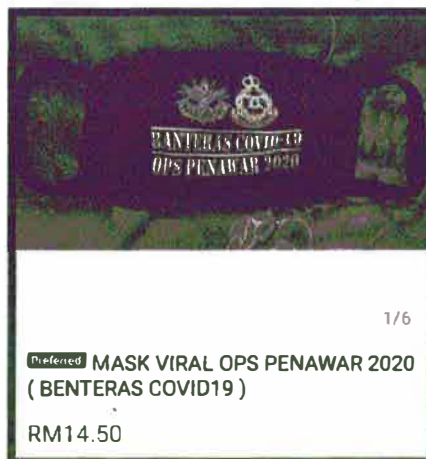 BANTERAS COVID-19
OPS PENAWAR 2020
1/6
Preferred MASK VIRAL OPS PENAWAR 2020
( BENTERAS COVID19 )
RM14.50